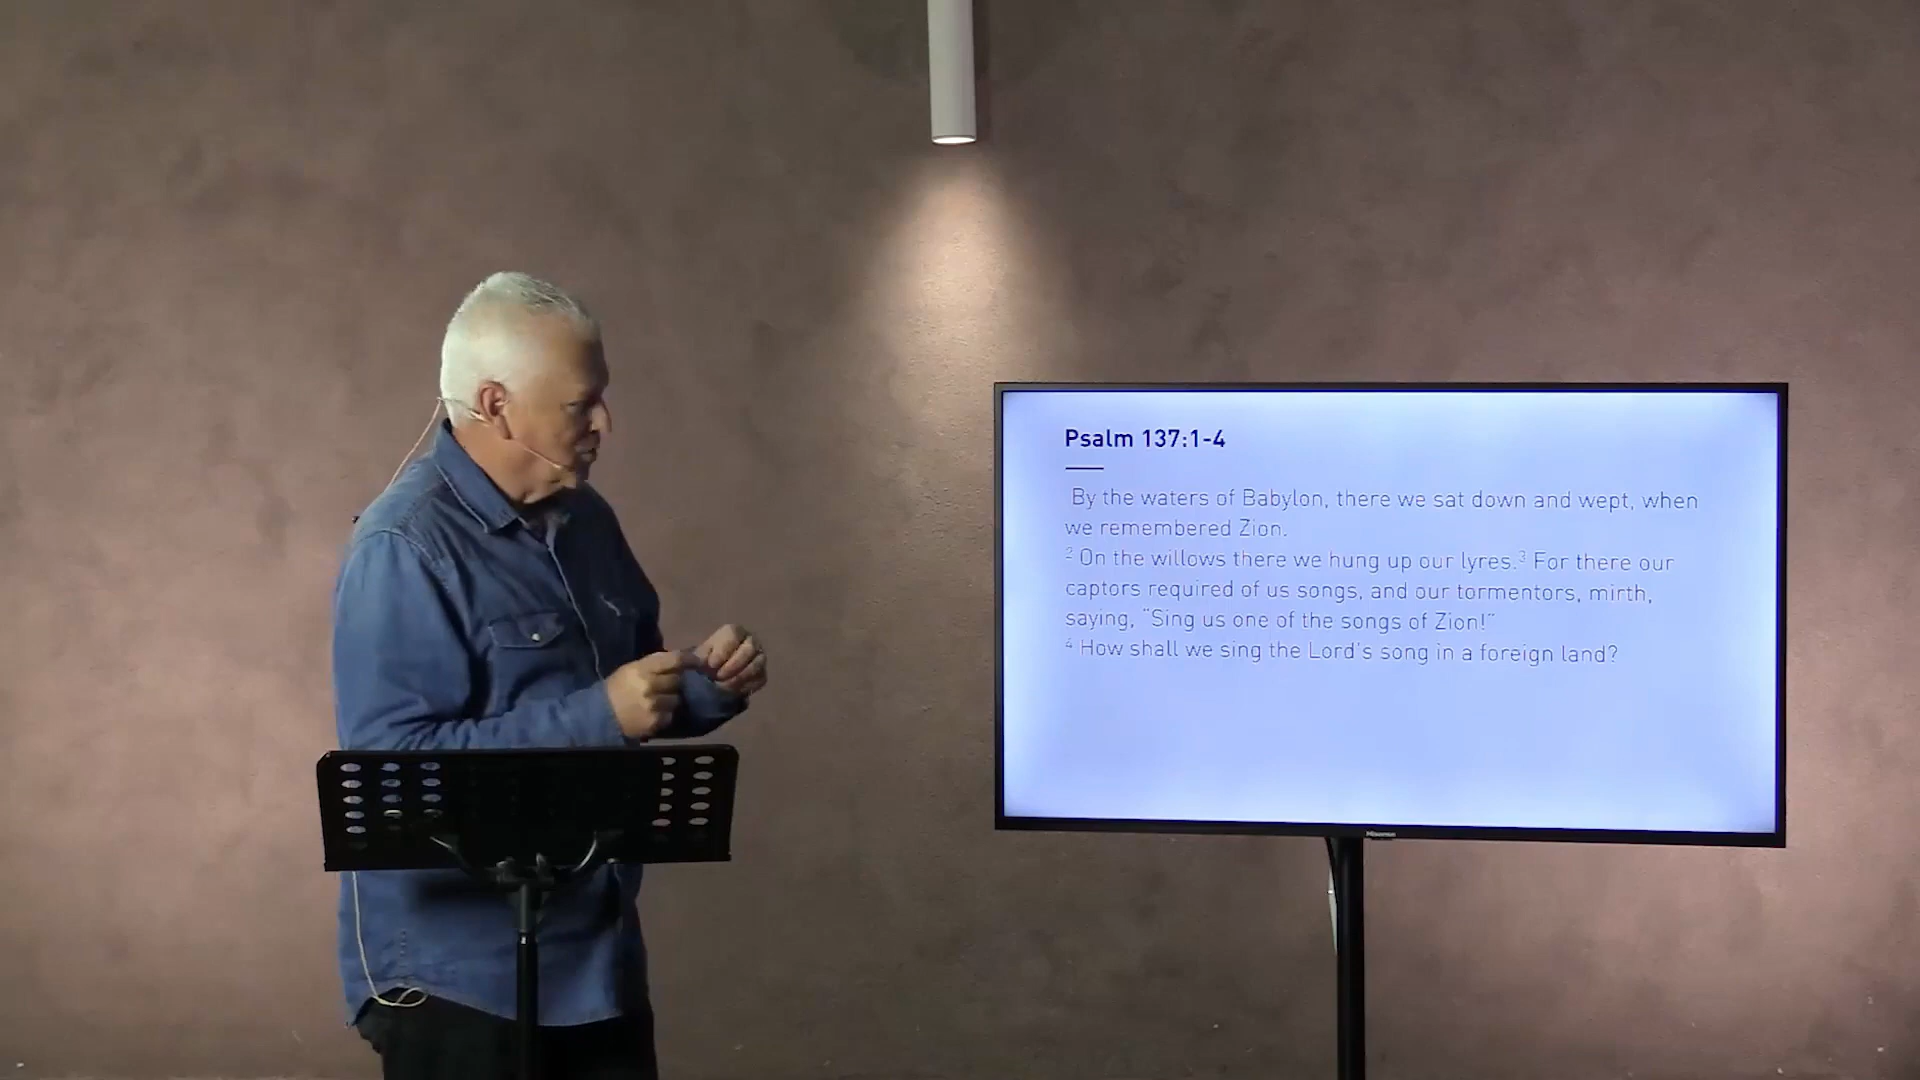 Psalm 137:1-4
By the waters of Babylon, there we sat down and wept, when
we remembered Zion.
² On the willows there we hung up our lyres.³ For there our
captors required of us songs, and our tormentors, mirth,
saying, “Sing us one of the songs of Zion!”
⁴ How shall we sing the Lord's song in a foreign land?
Hisense